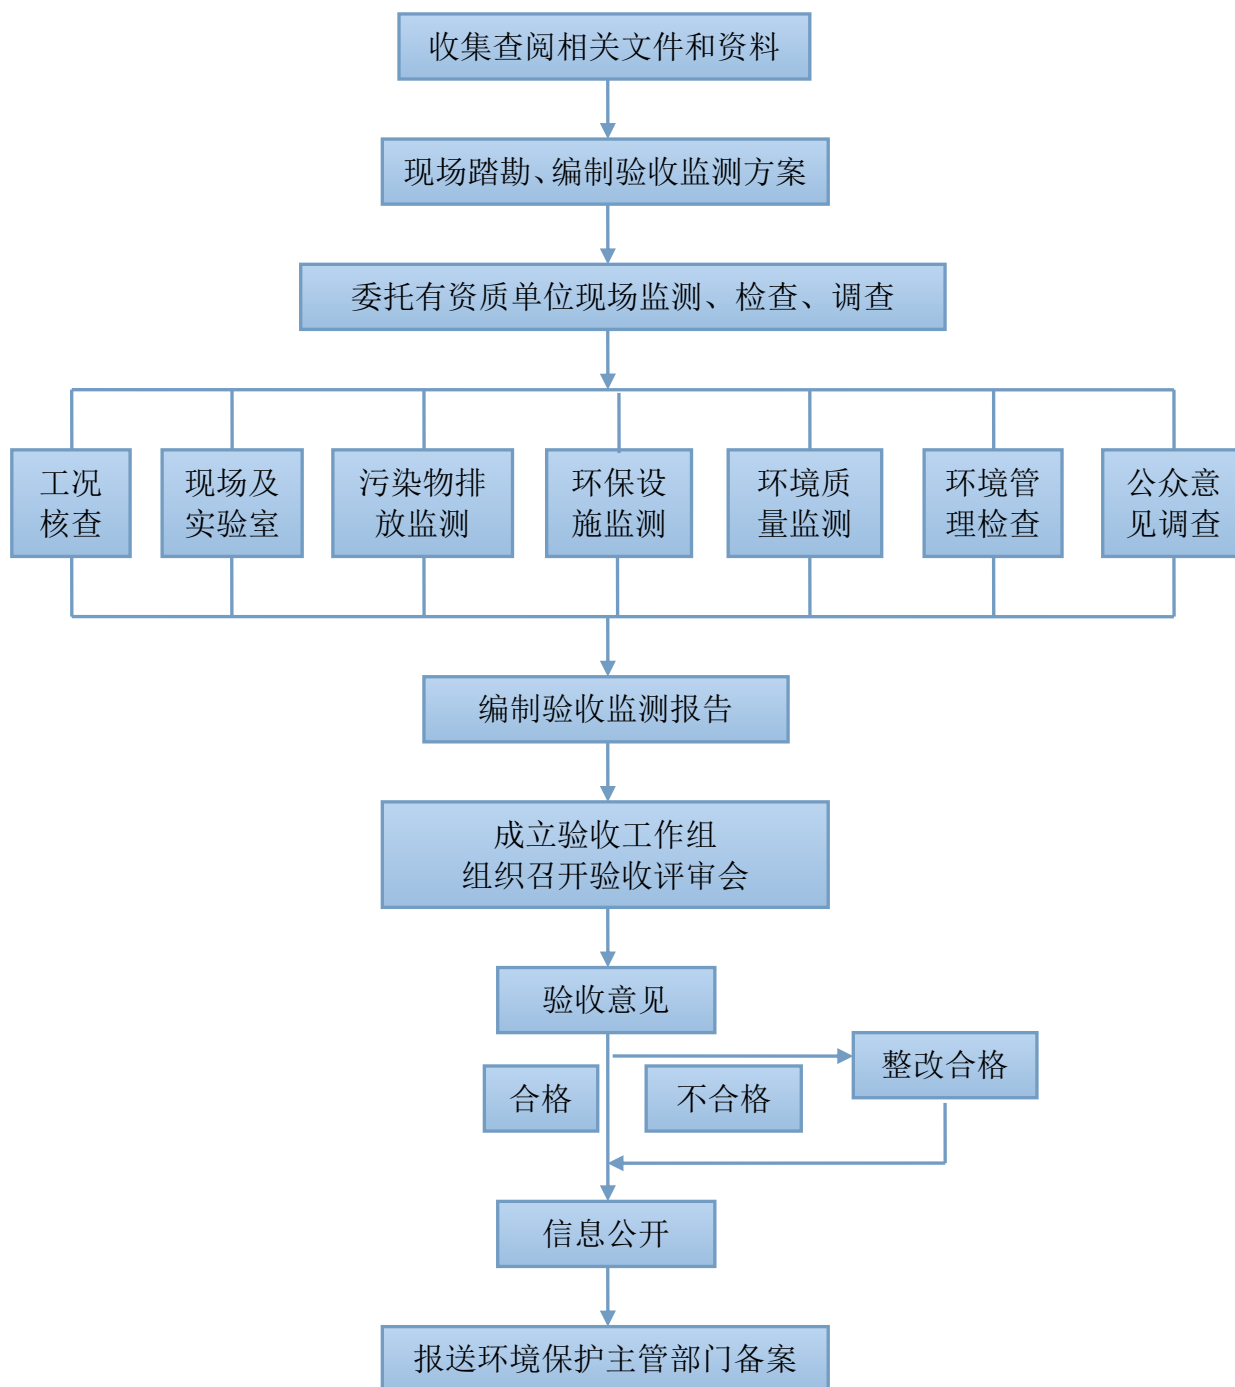 收集查阅相关文件和资料
现场踏勘、编制验收监测方案
委托有资质单位现场监测、检查、调查
工况
核查
现场及
实验室
污染物排
放监测
环保设
施监测
环境质
量监测
环境管
理检查
公众意
见调查
编制验收监测报告
成立验收工作组
组织召开验收评审会
验收意见
整改合格
合格
不合格
信息公开
报送环境保护主管部门备案